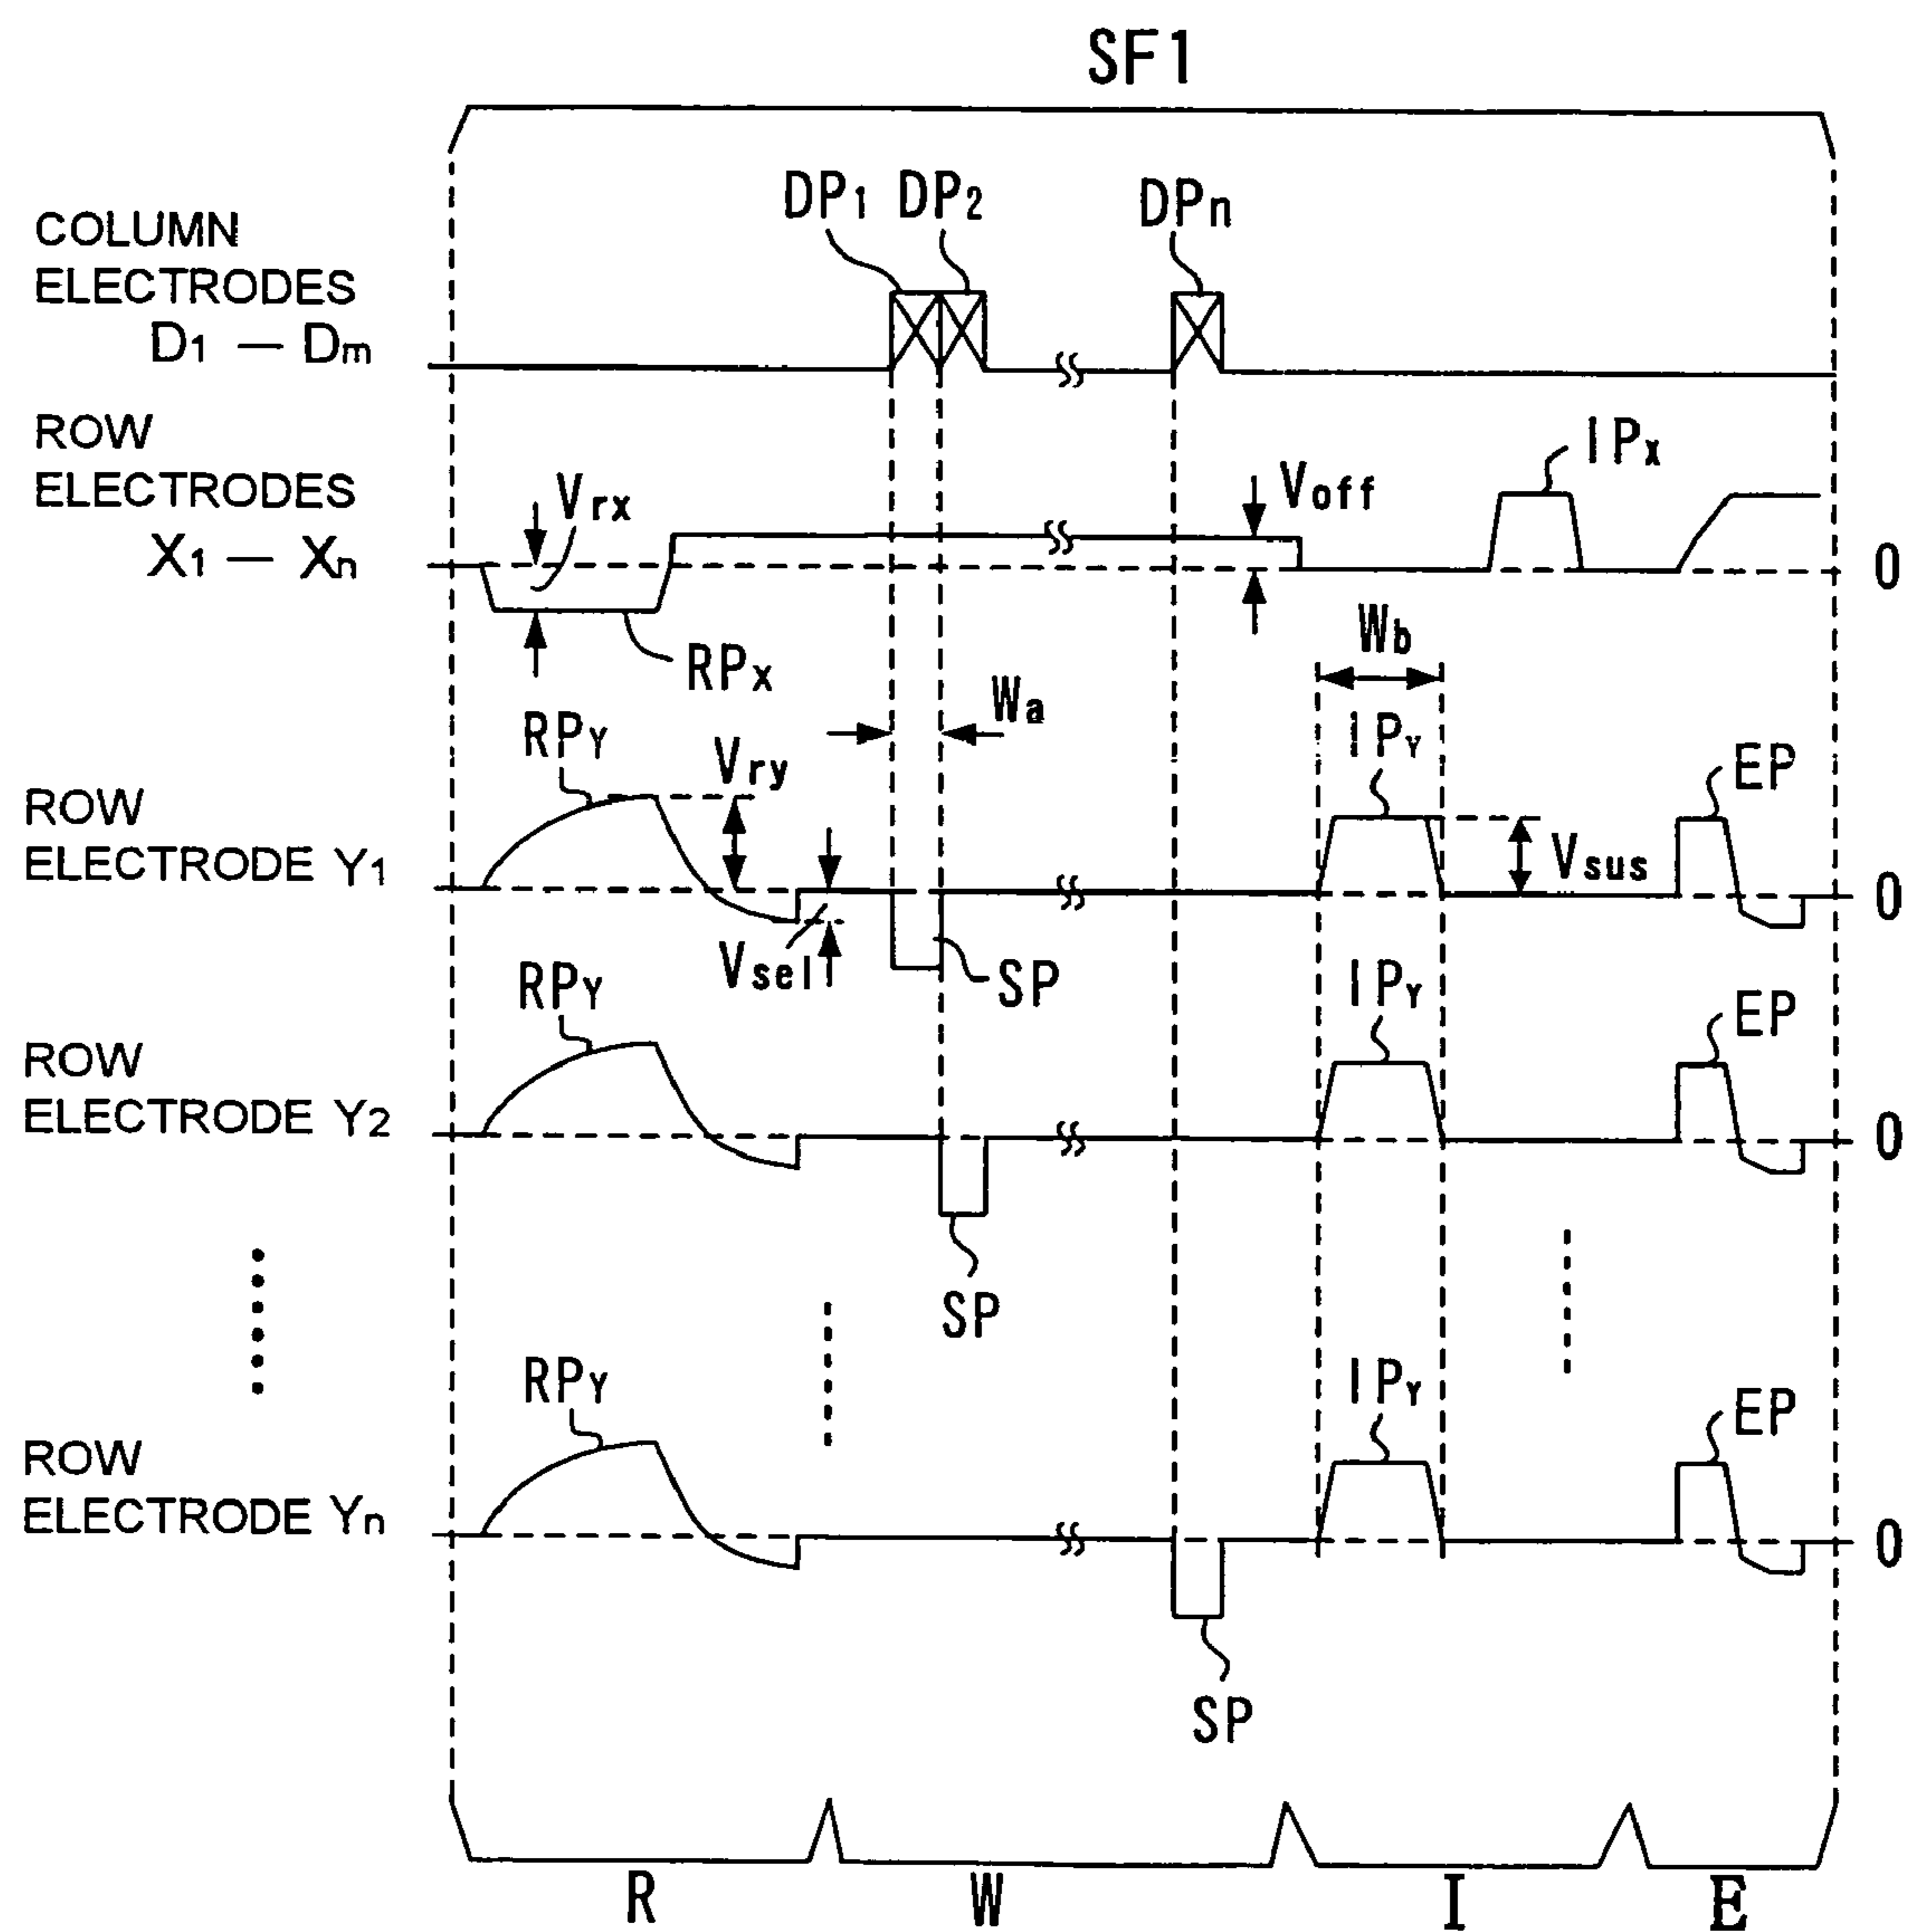 SF1
DP1 DP2 DPn
COLUMN
ELECTRODES
D1 — Dm
ROW
ELECTRODES
X1 — Xn
Vrx
RPX
Voff
IPX
0
Wa
Wb
ROW
ELECTRODE Y1
RPY
Vry
Vsel
SP
IPY
Vsus
EP
0
ROW
ELECTRODE Y2
RPY
SP
IPY
EP
0
ROW
ELECTRODE Yn
RPY
SP
IPY
EP
0
R W I E